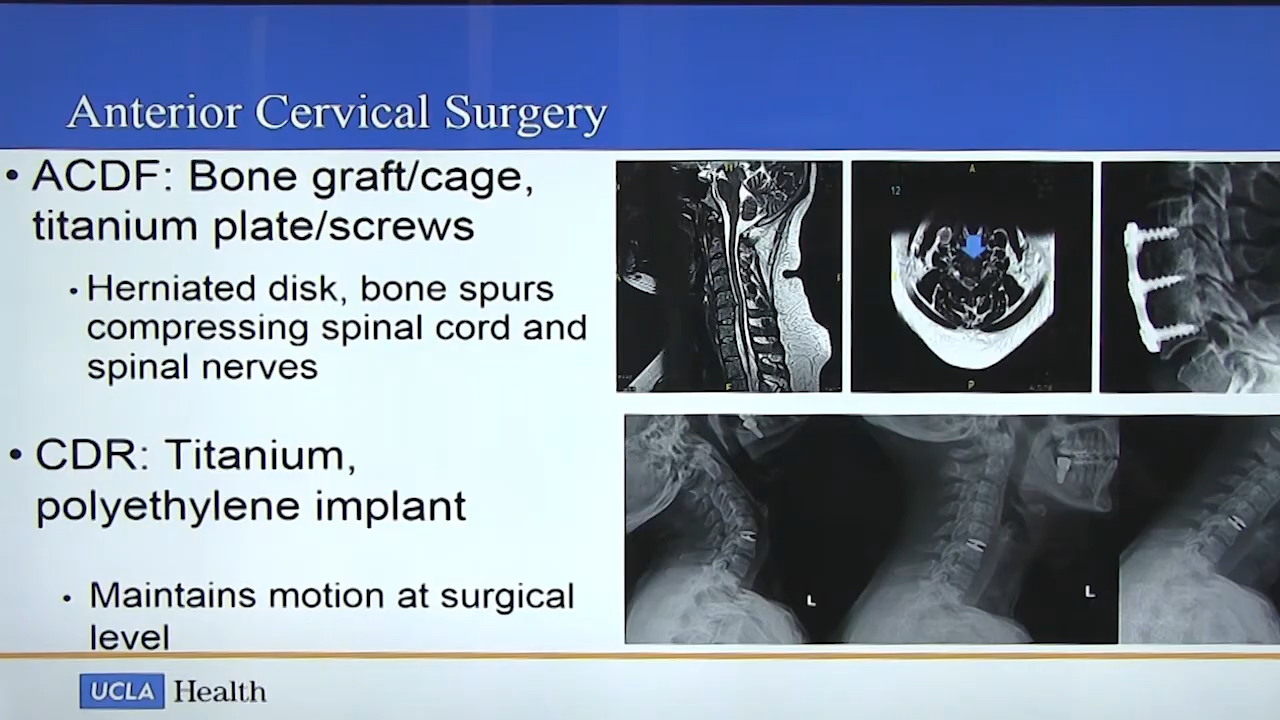 Anterior Cervical Surgery
• ACDF: Bone graft/cage,
titanium plate/screws
• Herniated disk, bone spurs
compressing spinal cord and
spinal nerves
• CDR: Titanium,
polyethylene implant
• Maintains motion at surgical
level
UCLA Health
A
12
P
L
L